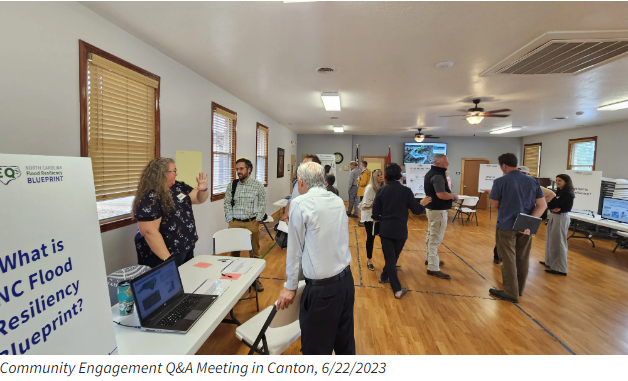 EQ
NORTH CAROLINA
Flood Resiliency
BLUEPRINT
What is
NC Flood
Resiliency
Blueprint?
Community Engagement Q&A Meeting in Canton, 6/22/2023